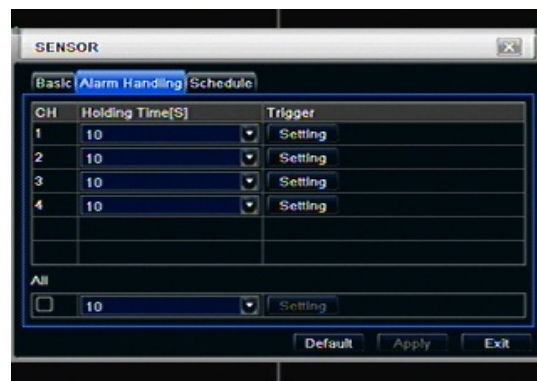 SENSOR
Basic Alarm Handling Schedule
CH Holding Time[S] Trigger
1 10 Setting
2 10 Setting
3 10 Setting
4 10 Setting
All
10 Setting
Default Apply Exit